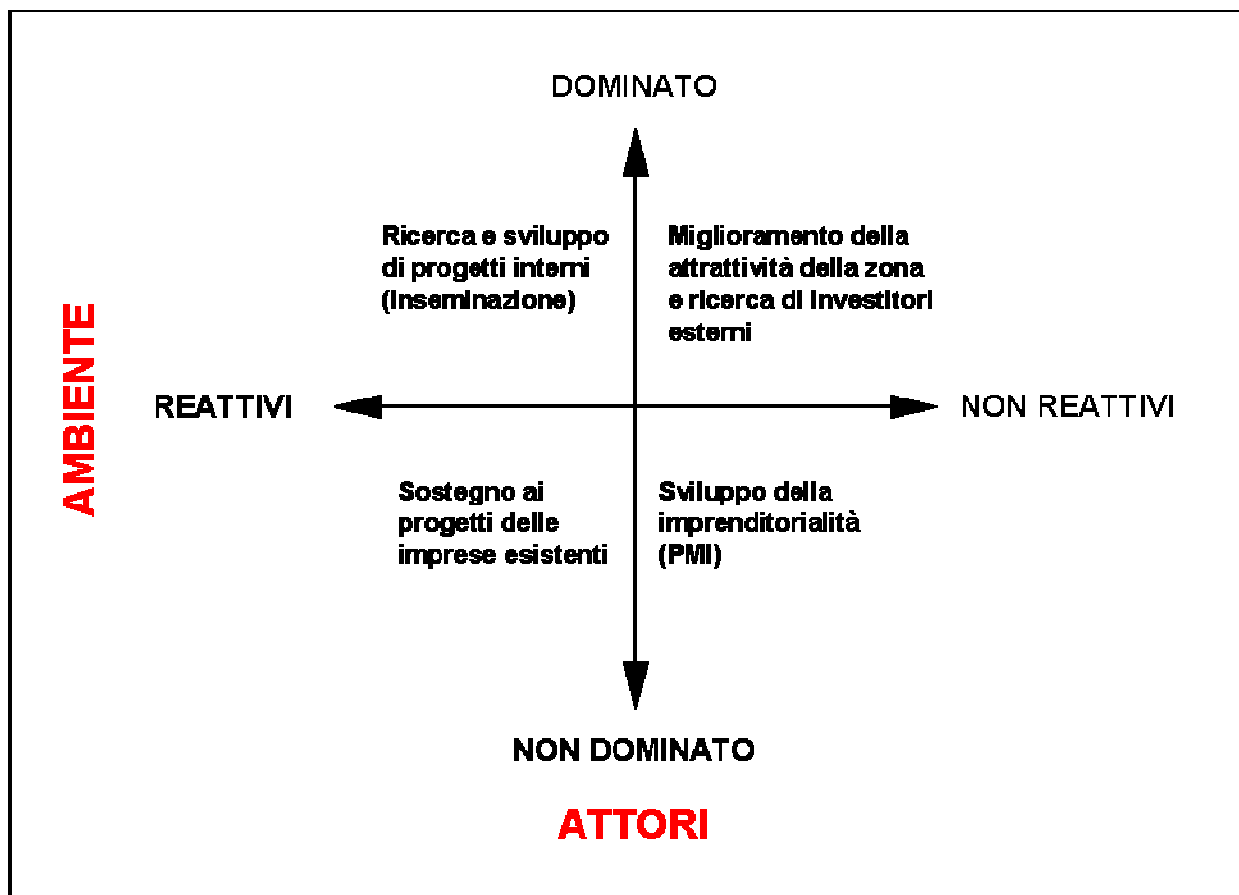 DOMINATO
Ricerca e sviluppo
di progetti interni
(inseminazione)
Miglioramento della
attrattività della zona
e ricerca di investitori
esterni
AMBIENTE
REATTIVI
NON REATTIVI
Sostegno ai
progetti delle
imprese esistenti
Sviluppo della
imprenditorialità
(PMI)
NON DOMINATO
ATTORI